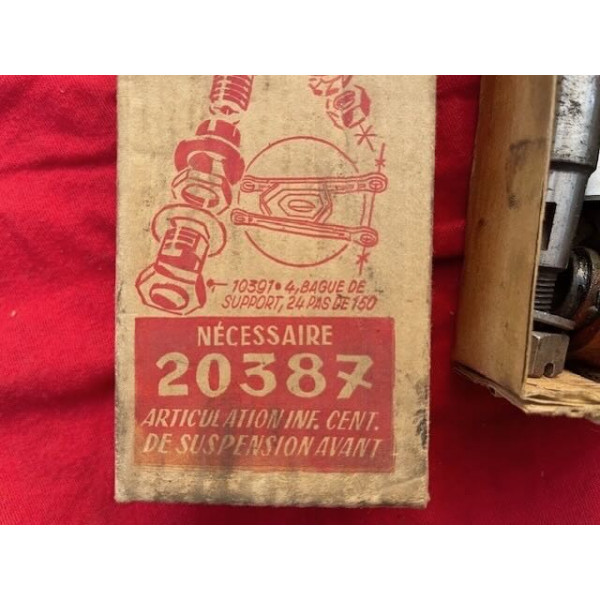 10391 • 4, BAGUE DE
SUPPORT, 24 PAS DE 150
NÉCESSAIRE
20387
ARTICULATION INF. CENT.
DE SUSPENSION AVANT